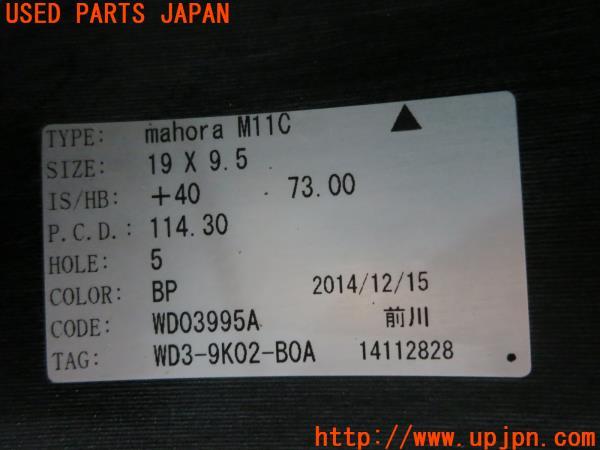 USED PARTS JAPAN
TYPE: mahora M11C ▲
SIZE: 19 X 9.5
IS/HB: +40 73.00
P.C.D.: 114.30
HOLE: 5
COLOR: BP 2014/12/15
CODE: WD03995A 前川
TAG: WD3-9K02-B0A 14112828
UPJ
http://www.upjpn.com